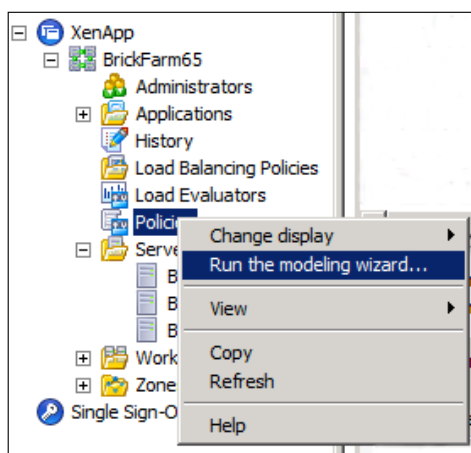 XenApp
BrickFarm65
Administrators
Applications
History
Load Balancing Policies
Load Evaluators
Policie
Change display
Serve
Run the modeling wizard...
B
B
View
B
Work
Copy
Zone
Refresh
Single Sign-O
Help